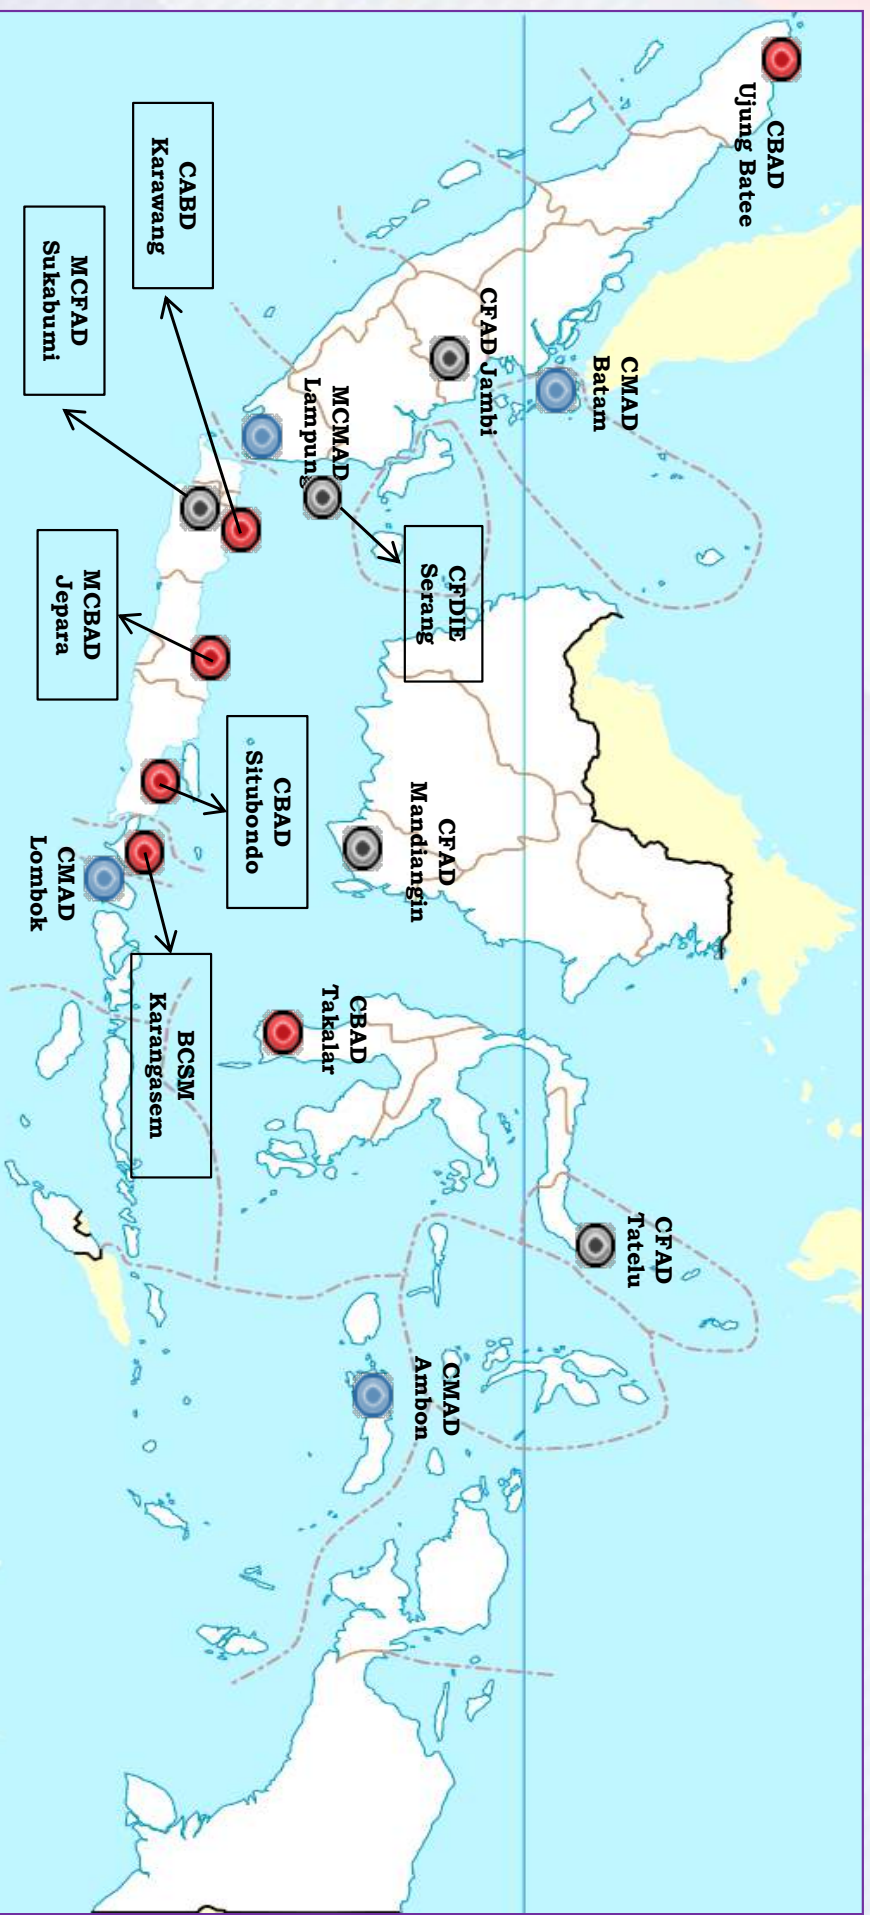 CBAD
Ujung Batee
CMAD
Batam
CFAD Jambi
MCMAD
Lampung
CABD
Karawang
MCFAD
Sukabumi
CFDIE
Serang
MCBAD
Jepara
CBAD
Situbondo
CFAD
Mandiangin
CMAD
Lombok
BCSM
Karangasem
CBAD
Takalar
CFAD
Tatelu
CMAD
Ambon